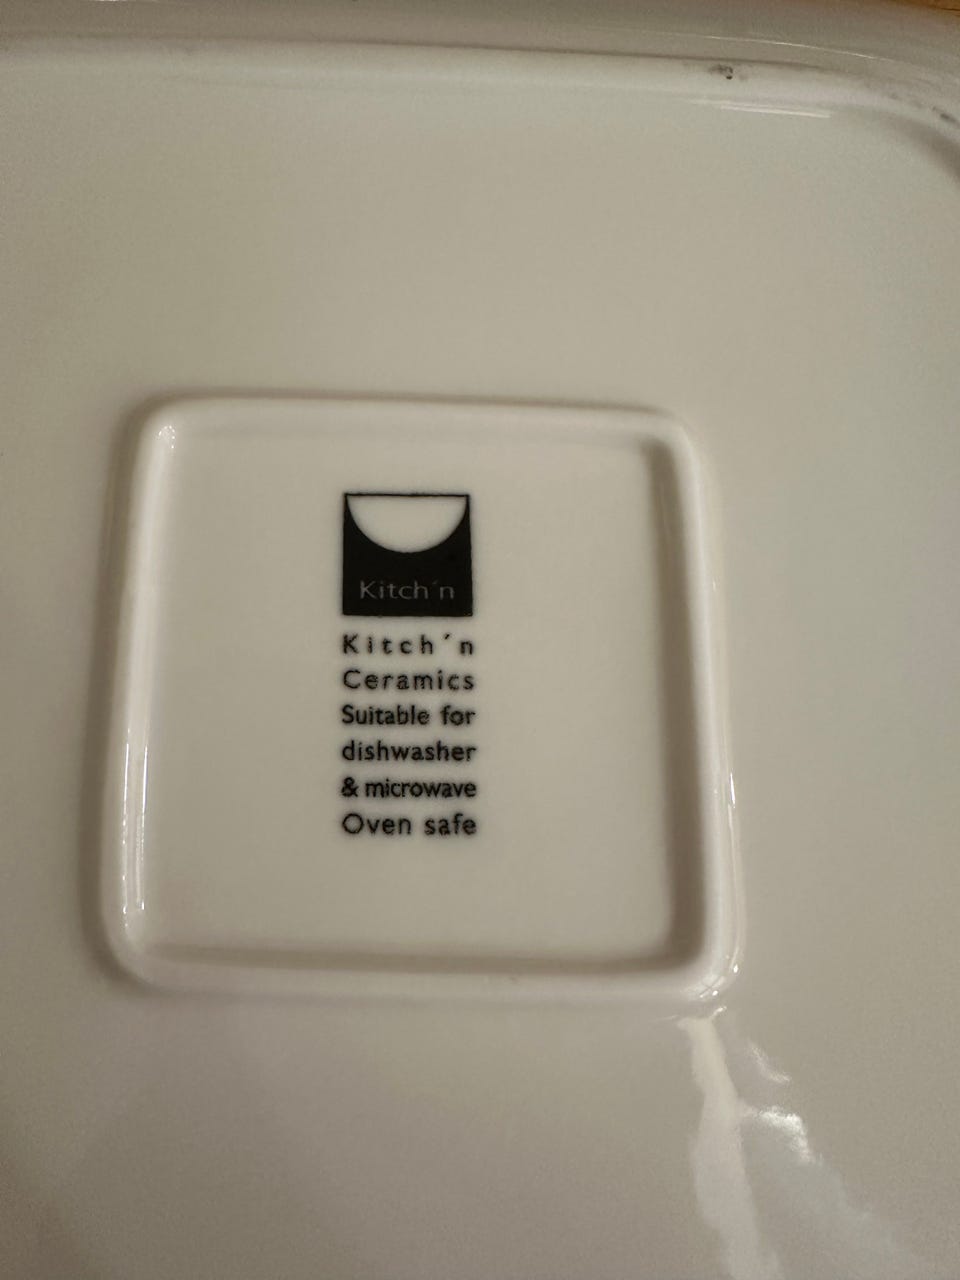 Kitch´n
Kitch´n
Ceramics
Suitable for
dishwasher
& microwave
Oven safe